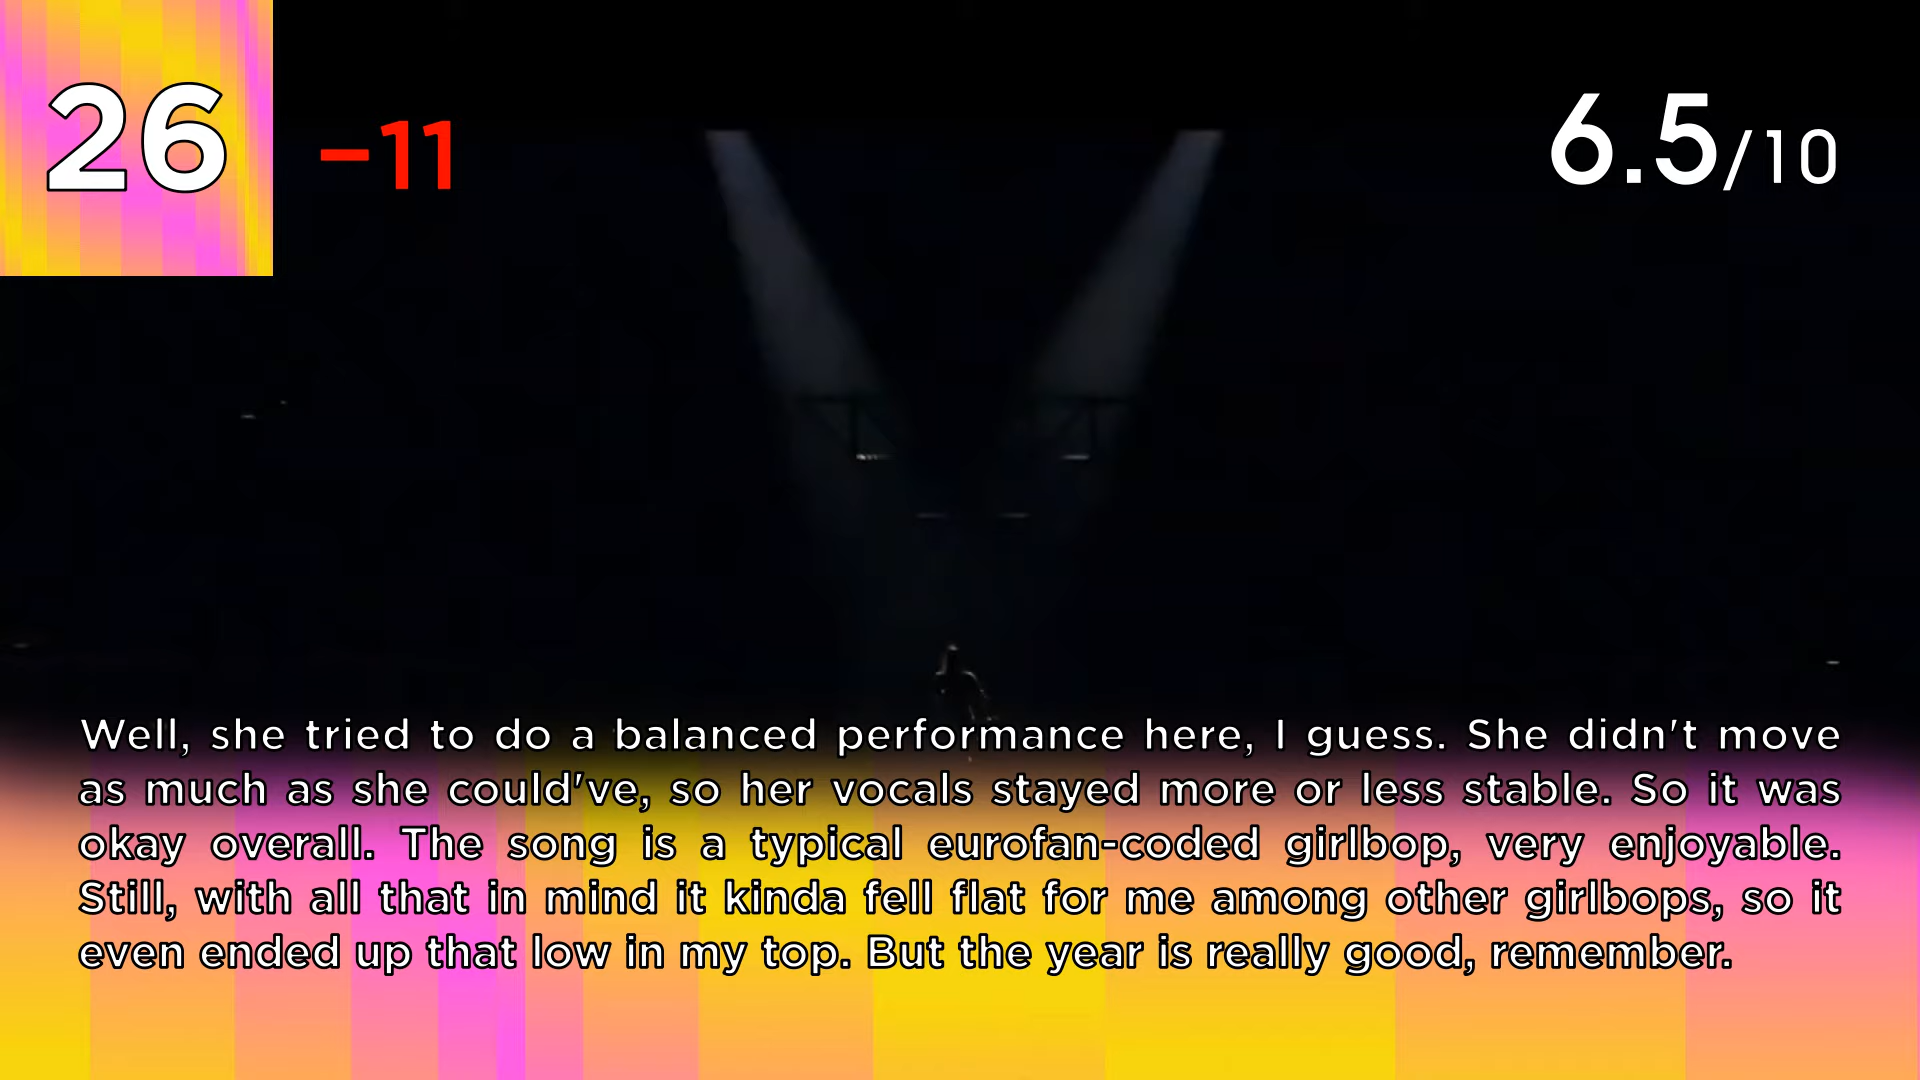 26
-11
6.5/10
Well, she tried to do a balanced performance here, I guess. She didn't move
as much as she could've, so her vocals stayed more or less stable. So it was
okay overall. The song is a typical eurofan-coded girlbop, very enjoyable.
Still, with all that in mind it kinda fell flat for me among other girlbops, so it
even ended up that low in my top. But the year is really good, remember.